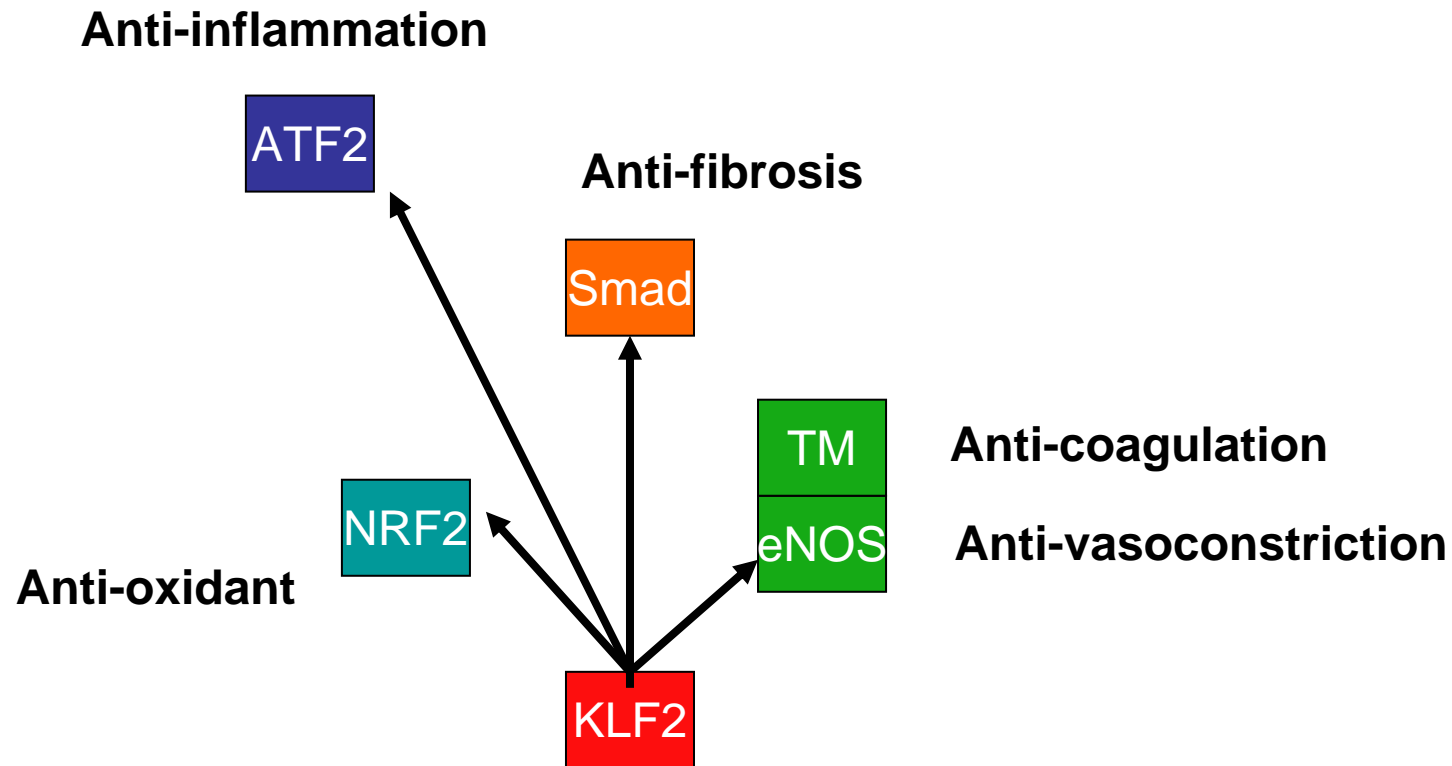 Anti-inflammation
ATF2
Anti-fibrosis
Smad
TM
Anti-coagulation
NRF2
eNOS
Anti-vasoconstriction
Anti-oxidant
KLF2